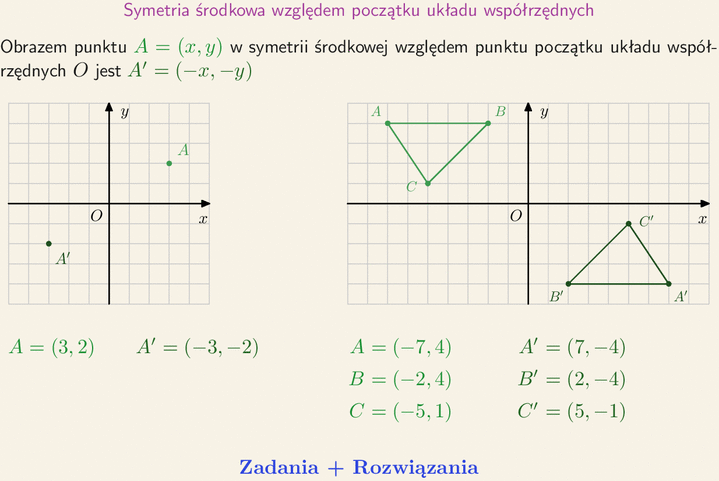 Symetria środkowa względem początku układu współrzędnych
Obrazem punktu A = (x, y) w symetrii środkowej względem punktu początku układu współ-
rzędnych O jest A′ = (−x, −y)
y
A
O
x
A′
A
B
y
C
O
x
C′
B′
A′
A = (3, 2) A′ = (−3, −2)
A = (−7, 4) A′ = (7, −4)
B = (−2, 4) B′ = (2, −4)
C = (−5, 1) C′ = (5, −1)
Zadania + Rozwiązania